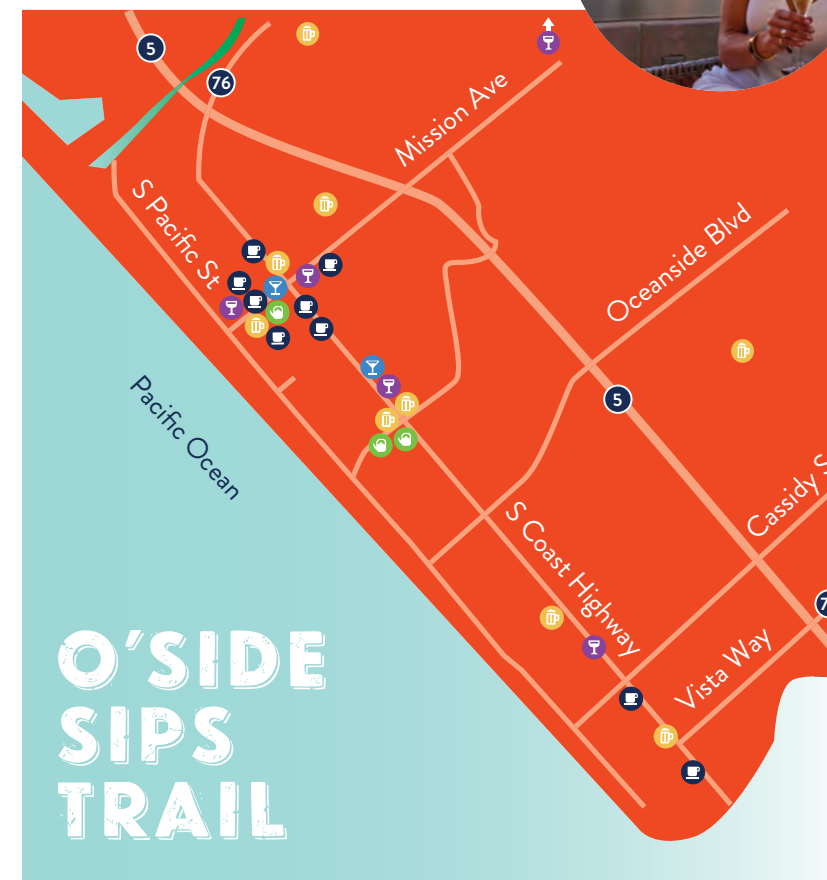 5
76
Mission Ave
S Pacific St
Oceanside Blvd
Pacific Ocean
5
Cassidy S
S Coast Highway
7
Vista Way
O'SIDE
SIPS
TRAIL